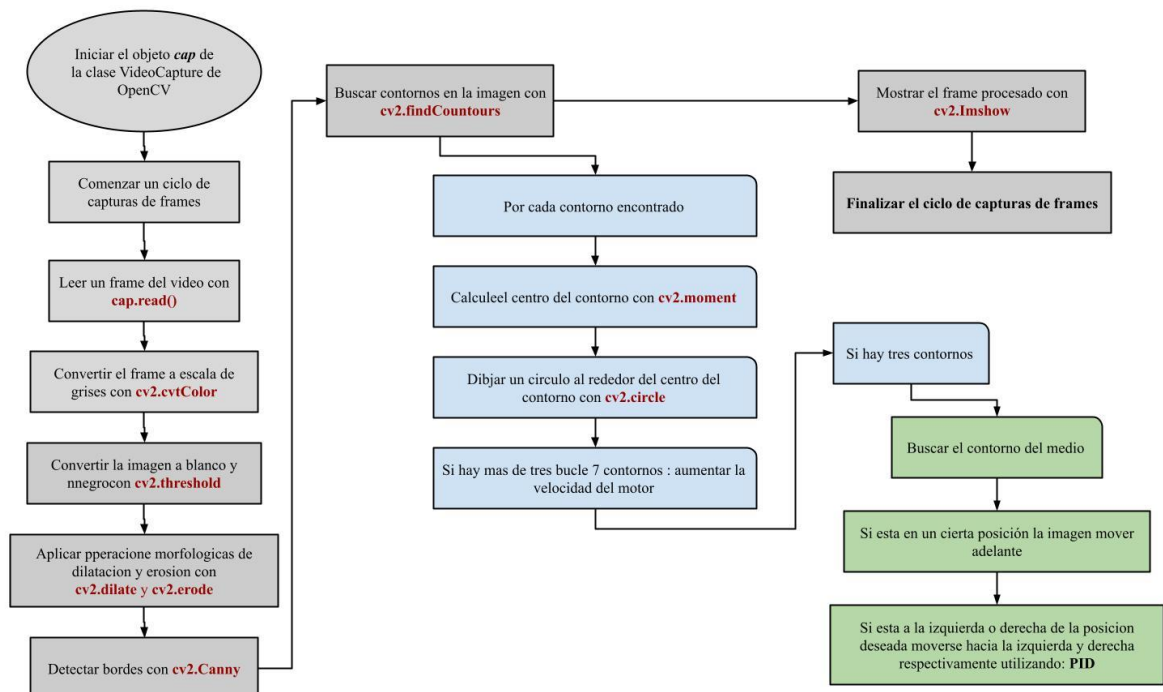 Iniciar el objeto cap de
la clase VideoCapture de
OpenCV
Comenzar un ciclo de
capturas de frames
Leer un frame del video con
cap.read()
Convertir el frame a escala de
grises con cv2.cvtColor
Convertir la imagen a blanco y
nnegrocon cv2.threshold
Aplicar pperacione morfologicas de
dilatacion y erosion con
cv2.dilate y cv2.erode
Detectar bordes con cv2.Canny
Buscar contornos en la imagen con
cv2.findCountours
Mostrar el frame procesado con
cv2.Imshow
Finalizar el ciclo de capturas de frames
Por cada contorno encontrado
Calculeel centro del contorno con cv2.moment
Dibjar un circulo al rededor del centro del
contorno con cv2.circle
Si hay mas de tres bucle 7 contornos : aumentar la
velocidad del motor
Si hay tres contornos
Buscar el contorno del medio
Si esta en un cierta posición la imagen mover
adelante
Si esta a la izquierda o derecha de la posicion
deseada moverse hacia la izquierda y derecha
respectivamente utilizando: PID